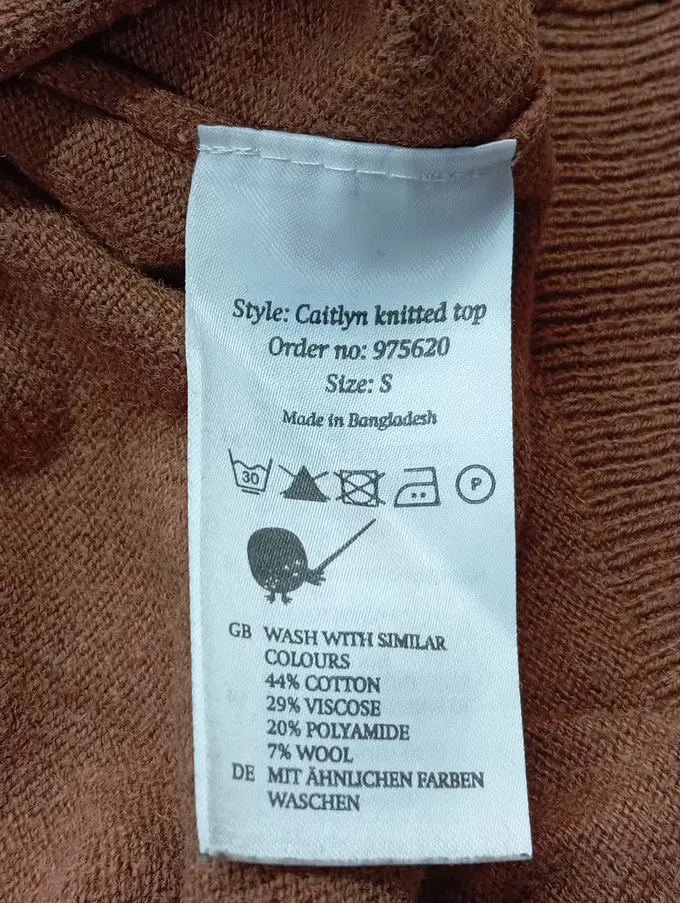 Style: Caitlyn knitted top
Order no: 975620
Size: S
Made in Bangladesh
30
P
GB WASH WITH SIMILAR
COLOURS
44% COTTON
29% VISCOSE
20% POLYAMIDE
7% WOOL
DE MIT ÄHNLICHEN FARBEN
WASCHEN